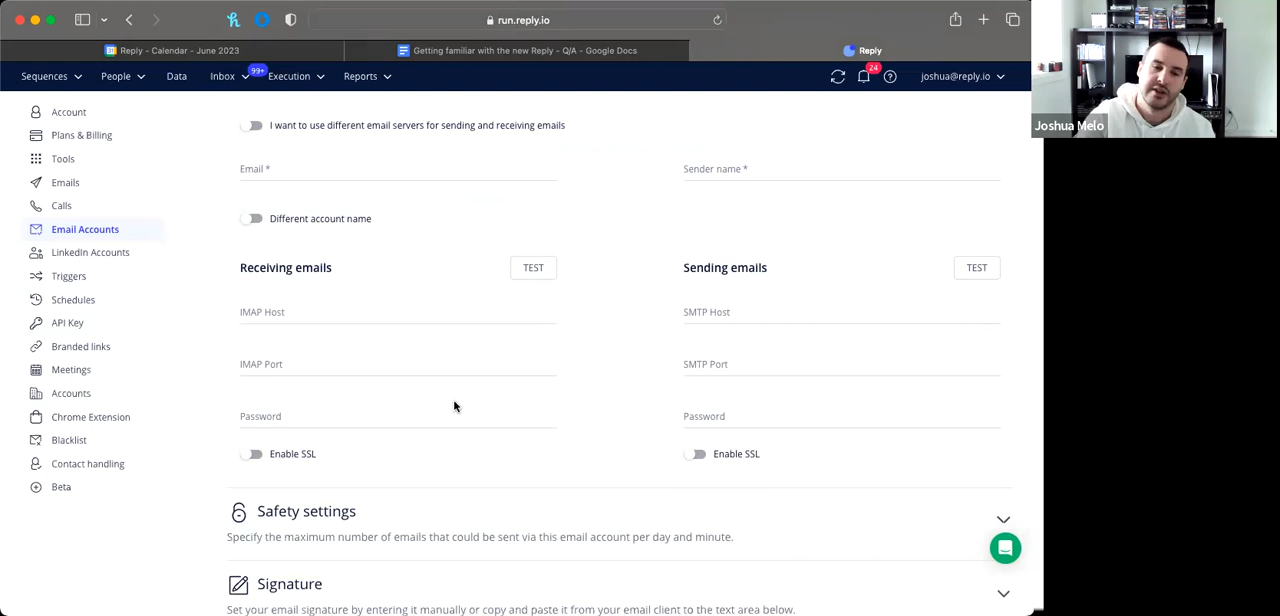 run.reply.io
Reply - Calendar - June 2023
Getting familiar with the new Reply - Q/A - Google Docs
Reply
Sequences
People
Data
Inbox
99+
Execution
Reports
24
joshua@reply.io
Joshua Melo
Account
Plans & Billing
Tools
Emails
Calls
Email Accounts
LinkedIn Accounts
Triggers
Schedules
API Key
Branded links
Meetings
Accounts
Chrome Extension
Blacklist
Contact handling
Beta
I want to use different email servers for sending and receiving emails
Email *
Sender name *
Different account name
Receiving emails
TEST
Sending emails
TEST
IMAP Host
SMTP Host
IMAP Port
SMTP Port
Password
Password
Enable SSL
Enable SSL
Safety settings
Specify the maximum number of emails that could be sent via this email account per day and minute.
Signature
Set your email signature by entering it manually or copy and paste it from your email client to the text area below.